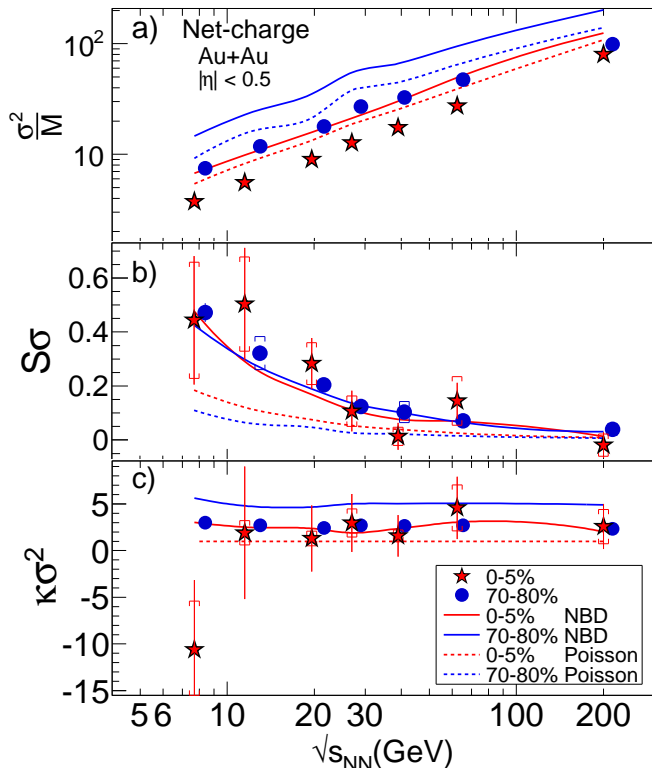 a) Net-charge
Au+Au
|η| < 0.5
10²
10
σ²/M
b)
0.6
0.4
0.2
0
Sσ
c)
5
0
-5
-10
-15
κσ²
0-5%
70-80%
0-5% NBD
70-80% NBD
0-5% Poisson
70-80% Poisson
5 6 10 20 30 100 200
√sNN(GeV)